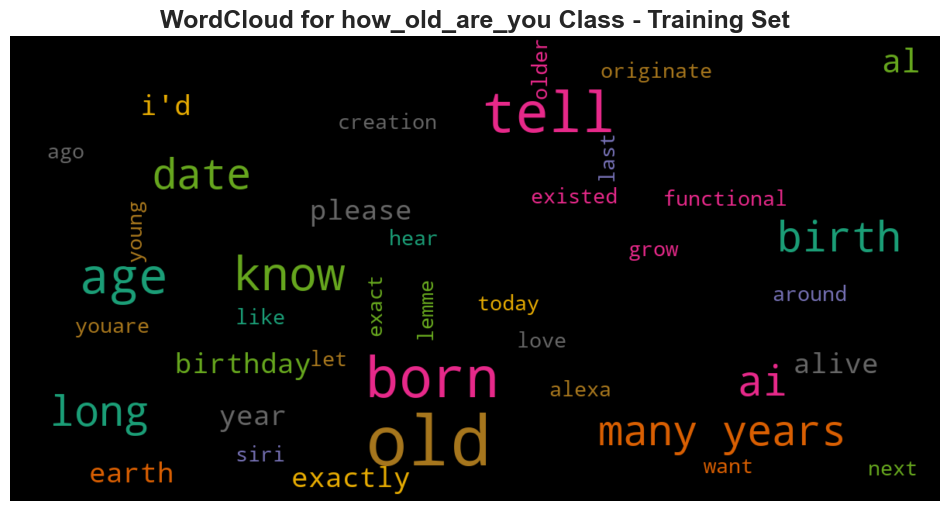 WordCloud for how_old_are_you Class - Training Set
older
originate
al
i'd
tell
creation
ago
last
date
please
existed
functional
young
hear
birth
grow
age
know
exact
lemme
today
around
like
youare
love
birthday
let
born
alexa
ai
alive
long
year
old
many years
siri
earth
exactly
want
next